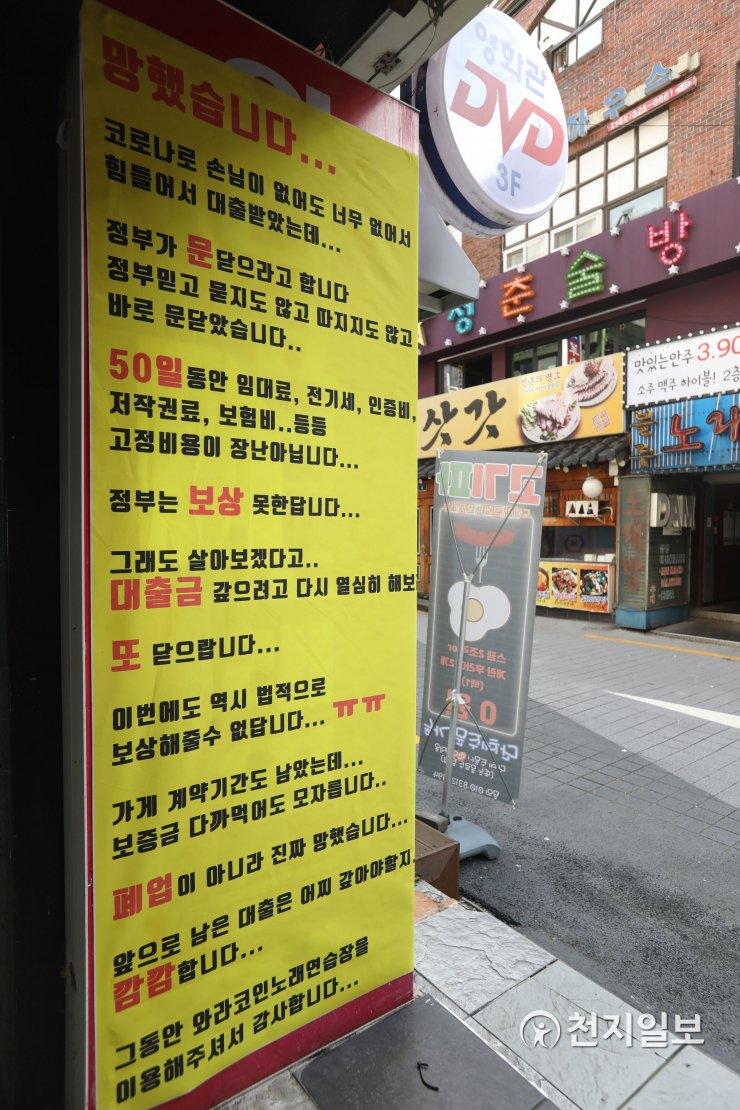 망했습니다...
코로나로 손님이 없어도 너무 없어서
힘들어서 대출받았는데...
정부가 문닫으라고 합니다
정부믿고 묻지도 않고 따지지도 않고
바로 문닫았습니다..
50일동안 임대료, 전기세, 인증비,
저작권료, 보험비..등등
고정비용이 장난아닙니다...
정부는 보상 못한답니다...
그래도 살아보겠다고..
대출금 갚으려고 다시 열심히 해보
또 닫으랍니다...
이번에도 역시 법적으로
보상해줄수 없답니다... ㅠㅠ
가게 계약기간도 남았는데...
보증금 다까먹어도 모자릅니다..
폐업이 아니라 진짜 망했습니다...
앞으로 남은 대출은 어찌 갚아야할지.
깜깜합니다...
그동안 와라코인노래연습장을
이용해주셔서 감사합니다...
영화관
DVD
3F
하우스
청춘술방
맛있는안주 3.90
소주 맥주 하이볼! 2층
삿갓
노래
DAM
고기파
천지일보